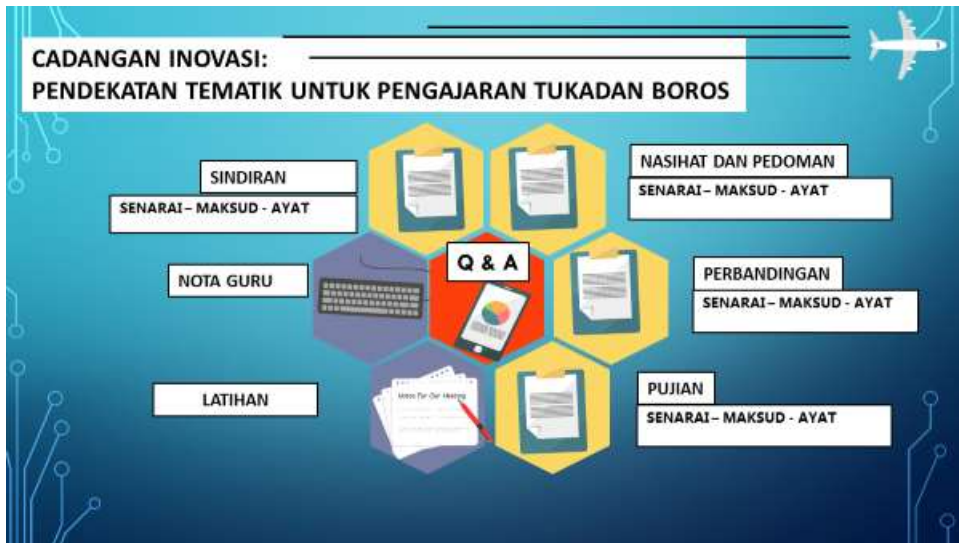 CADANGAN INOVASI:
PENDEKATAN TEMATIK UNTUK PENGAJARAN TUKADAN BOROS
SINDIRAN
SENARAI – MAKSUD - AYAT
NASIHAT DAN PEDOMAN
SENARAI – MAKSUD - AYAT
NOTA GURU
Q & A
PERBANDINGAN
SENARAI – MAKSUD - AYAT
LATIHAN
PUJIAN
SENARAI – MAKSUD - AYAT